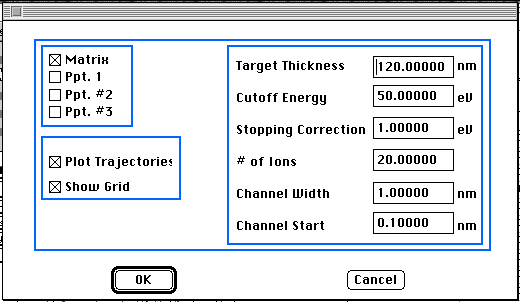 Matrix
Ppt. 1
Ppt. #2
Ppt. #3
Plot Trajectories
Show Grid
Target Thickness 120.00000 nm
Cutoff Energy 50.00000 eV
Stopping Correction 1.00000 eV
# of Ions 20.00000
Channel Width 1.00000 nm
Channel Start 0.10000 nm
OK Cancel